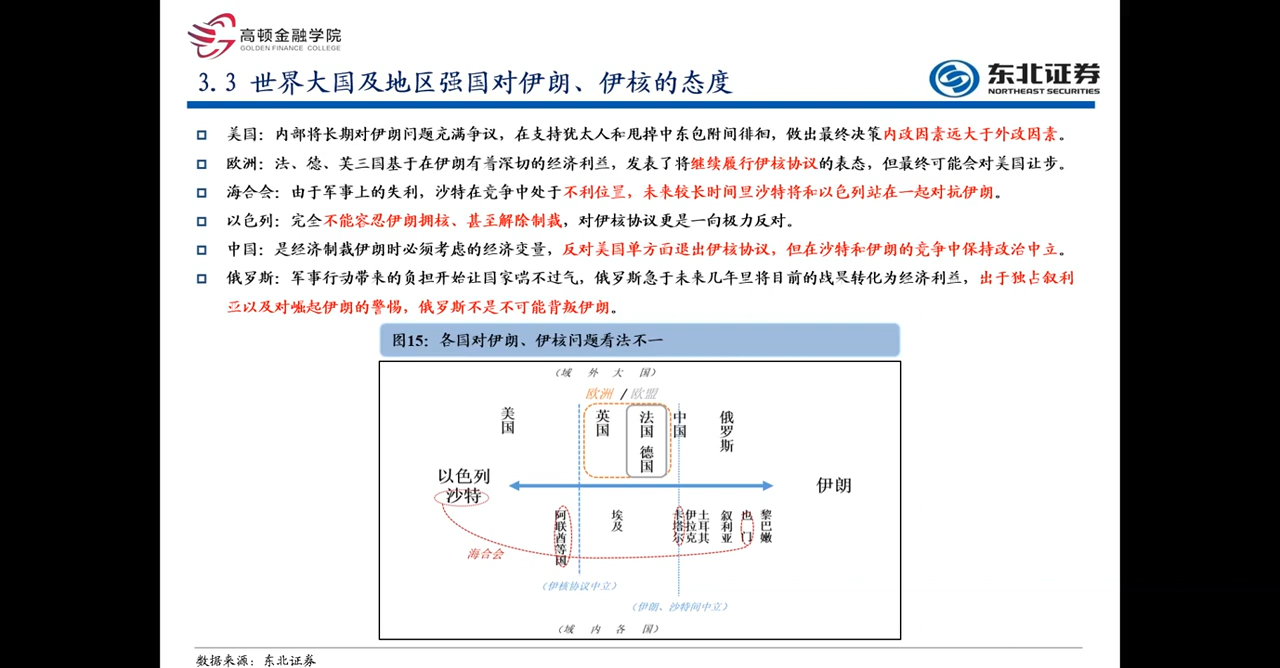 高顿金融学院
GOLDEN FINANCE COLLEGE
3.3 世界大国及地区强国对伊朗、伊核的态度
东北证券
NORTHEAST SECURITIES
美国：内部将长期对伊朗问题充满争议，在支持犹太人和甩掉中东包附间徘徊，做出最终决策内政因素远大于外政因素。
欧洲：法、德、英三国基于在伊朗有着深切的经济利益，发表了将继续履行伊核协议的表态，但最终可能会对美国让步。
海合会：由于军事上的失利，沙特在竞争中处于不利位置，未来较长时间里沙特将和以色列站在一起对抗伊朗。
以色列：完全不能容忍伊朗拥核、甚至解除制裁，对伊核协议更是一向极力反对。
中国：是经济制裁伊朗时必须考虑的经济变量，反对美国单方面退出伊核协议，但在沙特和伊朗的竞争中保持政治中立。
俄罗斯：军事行动带来的负担开始让国家喘不过气，俄罗斯急于未来几年里将目前的战果转化为经济利益，出于独占叙利
亚以及对崛起伊朗的警惕，俄罗斯不是不可能背叛伊朗。
图15：各国对伊朗、伊核问题看法不一
（域 外 大 国）
欧洲 / 欧盟
美国
英国
法国
德国
中国
俄罗斯
以色列
沙特
伊朗
阿联酋等国
埃及
卡塔尔
伊拉克
土耳其
叙利亚
也门
黎巴嫩
海合会
（伊核协议中立）
（伊朗、沙特间中立）
（域 内 各 国）
数据来源：东北证券